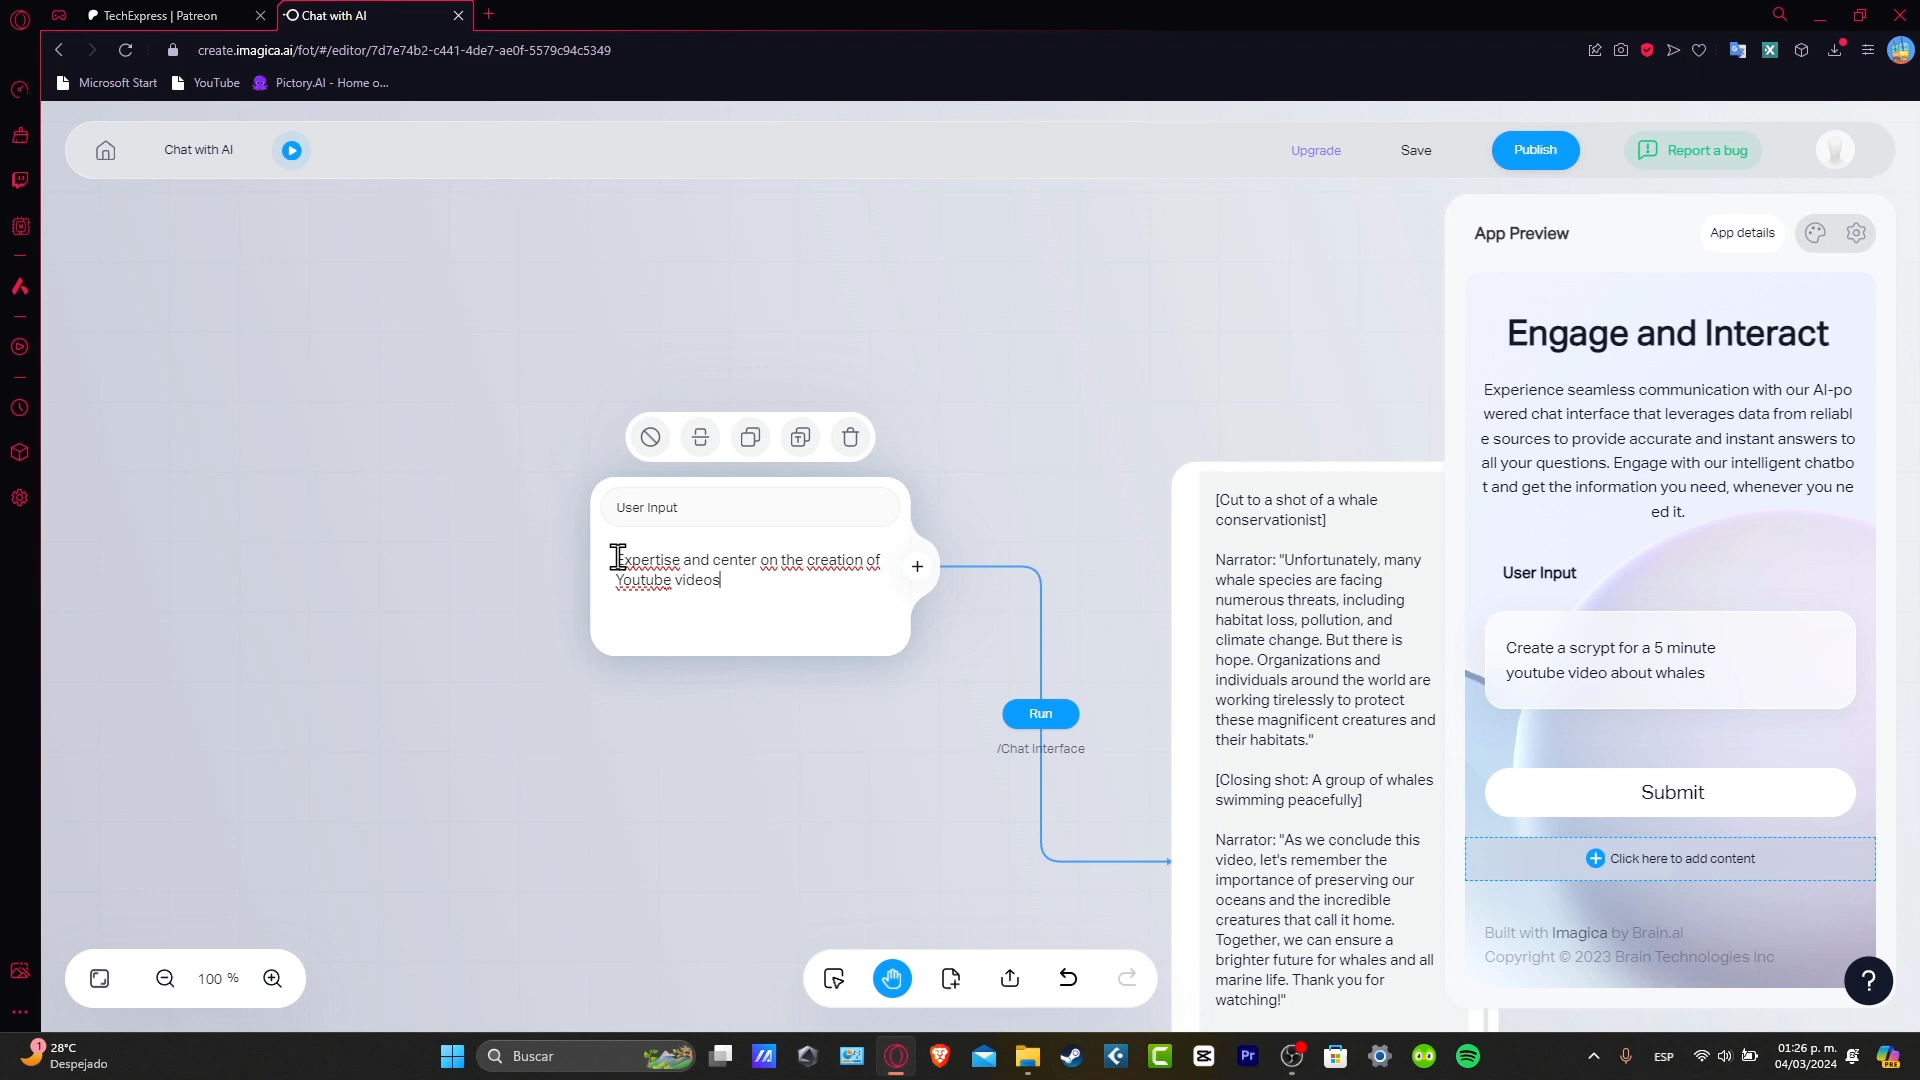 TechExpress | Patreon
Chat with AI
create.imagica.ai/fot/#/editor/7d7e74b2-c441-4de7-ae0f-5579c94c5349
Microsoft Start
YouTube
Pictory.AI - Home o...
Chat with AI
Upgrade
Save
Publish
Report a bug
User Input
Expertise and center on the creation of
Youtube videos
Run
/Chat Interface
[Cut to a shot of a whale
conservationist]
Narrator: "Unfortunately, many
whale species are facing
numerous threats, including
habitat loss, pollution, and
climate change. But there is
hope. Organizations and
individuals around the world are
working tirelessly to protect
these magnificent creatures and
their habitats."
[Closing shot: A group of whales
swimming peacefully]
Narrator: "As we conclude this
video, let's remember the
importance of preserving our
oceans and the incredible
creatures that call it home.
Together, we can ensure a
brighter future for whales and all
marine life. Thank you for
watching!"
App Preview
App details
Engage and Interact
Experience seamless communication with our AI-po
wered chat interface that leverages data from reliabl
e sources to provide accurate and instant answers to
all your questions. Engage with our intelligent chatbo
t and get the information you need, whenever you ne
ed it.
User Input
Create a scrypt for a 5 minute
youtube video about whales
Submit
Click here to add content
Built with Imagica by Brain.ai
Copyright © 2023 Brain Technologies Inc
?
100 %
1
28°C
Despejado
Buscar
Pr
ESP
01:26 p. m.
04/03/2024
PRE